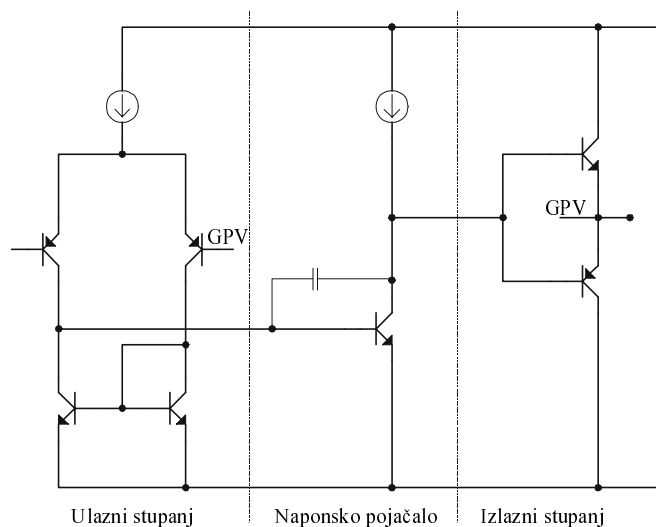 GPV
GPV
Ulazni stupanj
Naponsko pojačalo
Izlazni stupanj